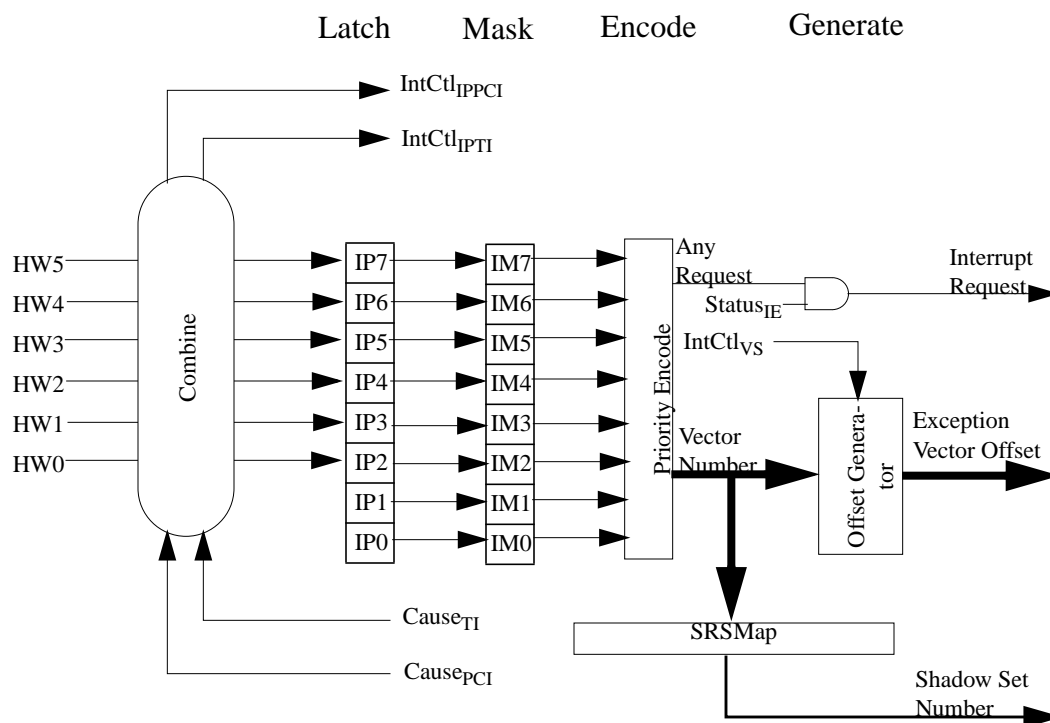 Latch Mask Encode Generate
IntCtlIPPCI
IntCtlIPTI
HW5
HW4
HW3
HW2
HW1
HW0
Combine
IP7
IP6
IP5
IP4
IP3
IP2
IP1
IP0
IM7
IM6
IM5
IM4
IM3
IM2
IM1
IM0
Priority Encode
Any
Request
StatusIE
Interrupt
Request
IntCtlVS
Vector
Number
Offset Genera-
tor
Exception
Vector Offset
CauseTI
CausePCI
SRSMap
Shadow Set
Number